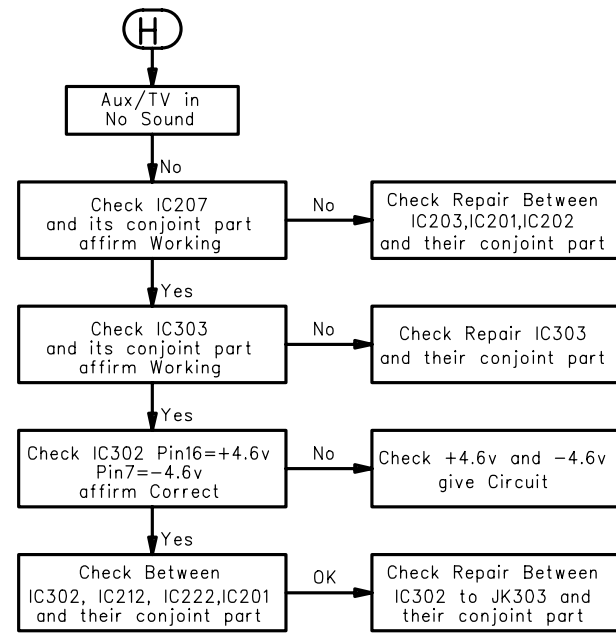 H
Aux/TV in
No Sound
No
Check IC207
and its conjoint part
affirm Working
No
Check Repair Between
IC203,IC201,IC202
and their conjoint part
Yes
Check IC303
and its conjoint part
affirm Working
No
Check Repair IC303
and their conjoint part
Yes
Check IC302 Pin16=+4.6v
Pin7=-4.6v
affirm Correct
No
Check +4.6v and -4.6v
give Circuit
Yes
Check Between
IC302, IC212, IC222,IC201
and their conjoint part
OK
Check Repair Between
IC302 to JK303 and
their conjoint part